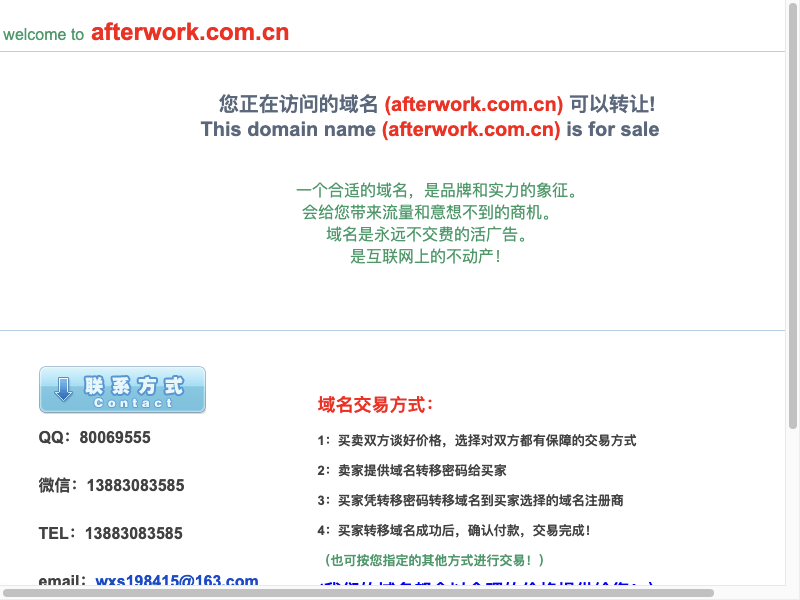 welcome to afterwork.com.cn
您正在访问的域名 (afterwork.com.cn) 可以转让!
This domain name (afterwork.com.cn) is for sale
一个合适的域名，是品牌和实力的象征。
会给您带来流量和意想不到的商机。
域名是永远不交费的活广告。
是互联网上的不动产！
联系方式
Contact
QQ：80069555
微信：13883083585
TEL：13883083585
email：wxs198415@163.com
域名交易方式：
1：买卖双方谈好价格，选择对双方都有保障的交易方式
2：卖家提供域名转移密码给买家
3：买家凭转移密码转移域名到买家选择的域名注册商
4：买家转移域名成功后，确认付款，交易完成！
（也可按您指定的其他方式进行交易！）